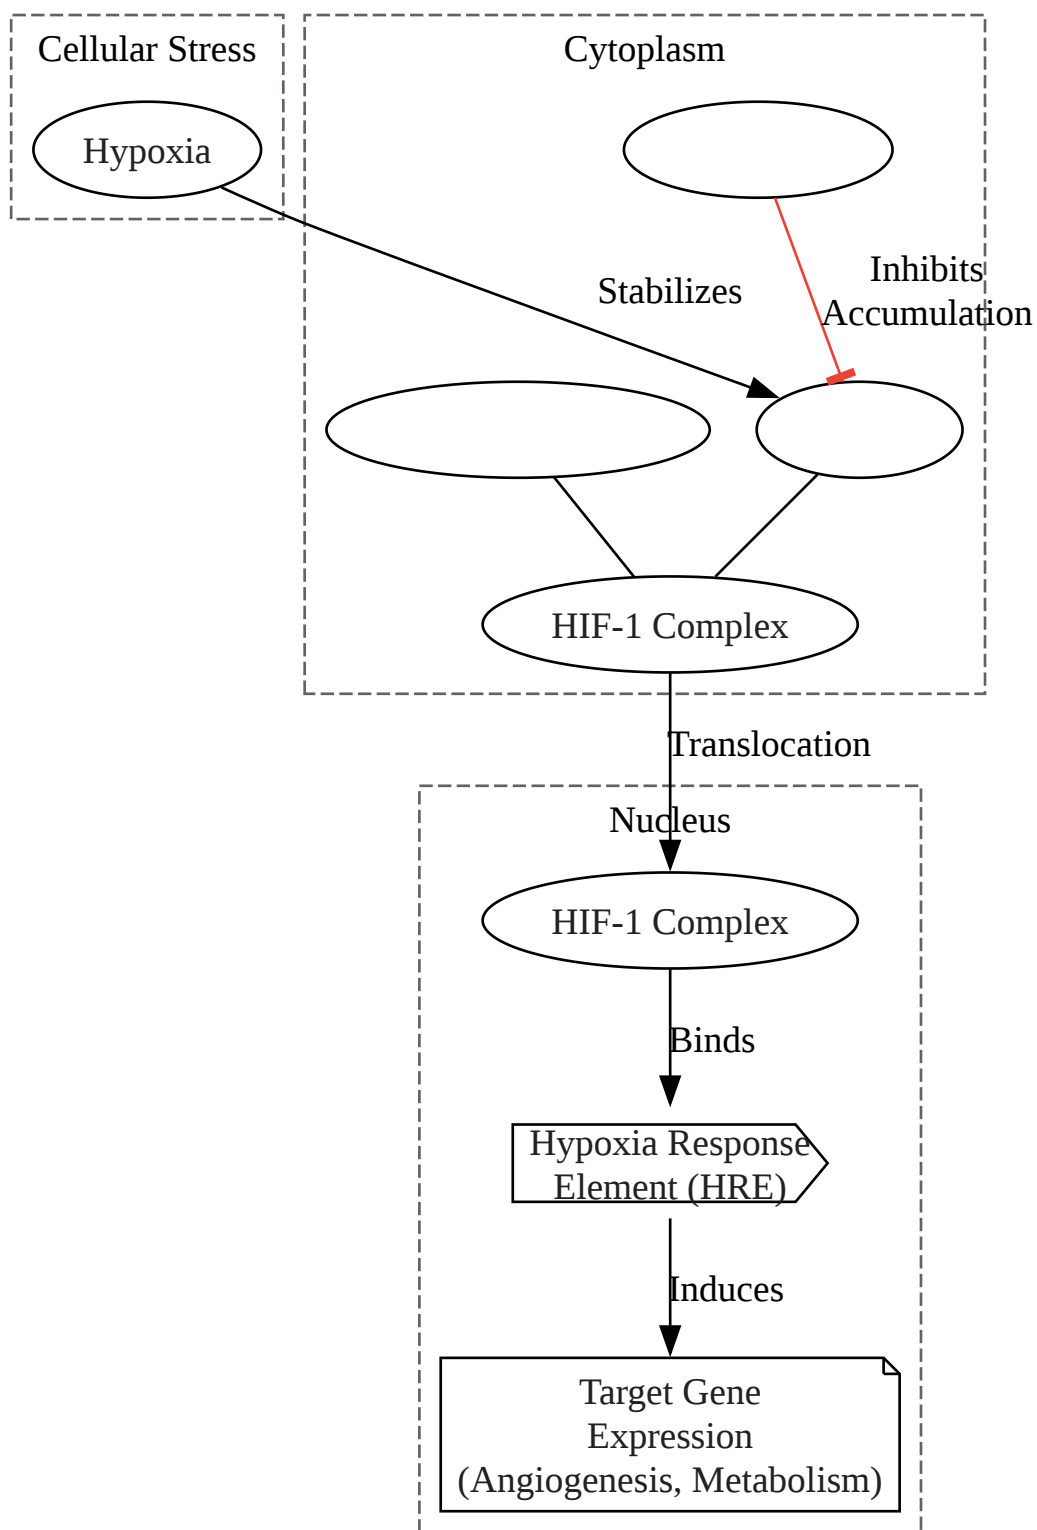 Cellular Stress
Cytoplasm
Hypoxia
Inhibits
Accumulation
Stabilizes
HIF-1 Complex
Translocation
Nucleus
HIF-1 Complex
Binds
Hypoxia Response
Element (HRE)
Induces
Target Gene
Expression
(Angiogenesis, Metabolism)